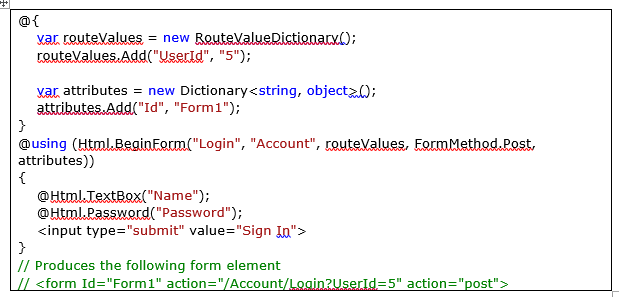 @{
var routeValues = new RouteValueDictionary();
routeValues.Add("UserId", "5");
var attributes = new Dictionary<string, object>();
attributes.Add("Id", "Form1");
}
@using (Html.BeginForm("Login", "Account", routeValues, FormMethod.Post,
attributes))
{
@Html.TextBox("Name");
@Html.Password("Password");
<input type="submit" value="Sign In">
}
// Produces the following form element
// <form Id="Form1" action="/Account/Login?UserId=5" action="post">